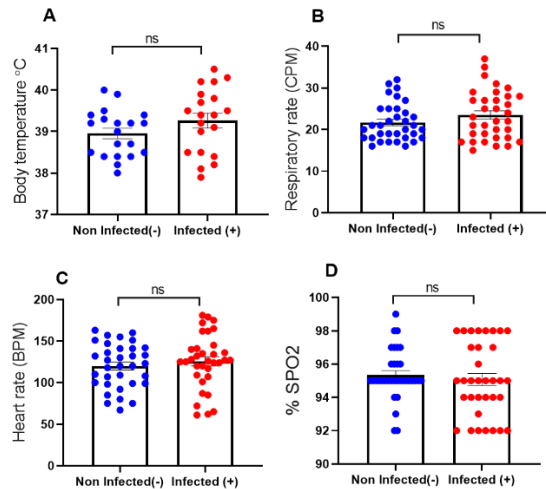 A
ns
Body temperature °C
41
40
39
38
37
Non Infected(-)
Infected (+)
B
ns
Respiratory rate (CPM)
40
30
20
10
0
Non Infected(-)
Infected (+)
C
ns
Heart rate (BPM)
200
150
100
50
0
Non Infected(-)
Infected (+)
D
ns
% SPO2
98
96
94
92
90
Non Infected(-)
Infected (+)